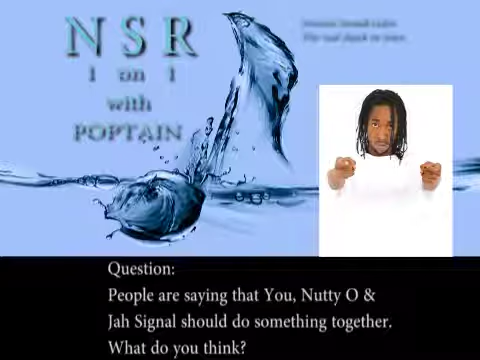 N S R
1 on 1
with
POPTAIN
Question:
People are saying that You, Nutty O &
Jah Signal should do something together.
What do you think?